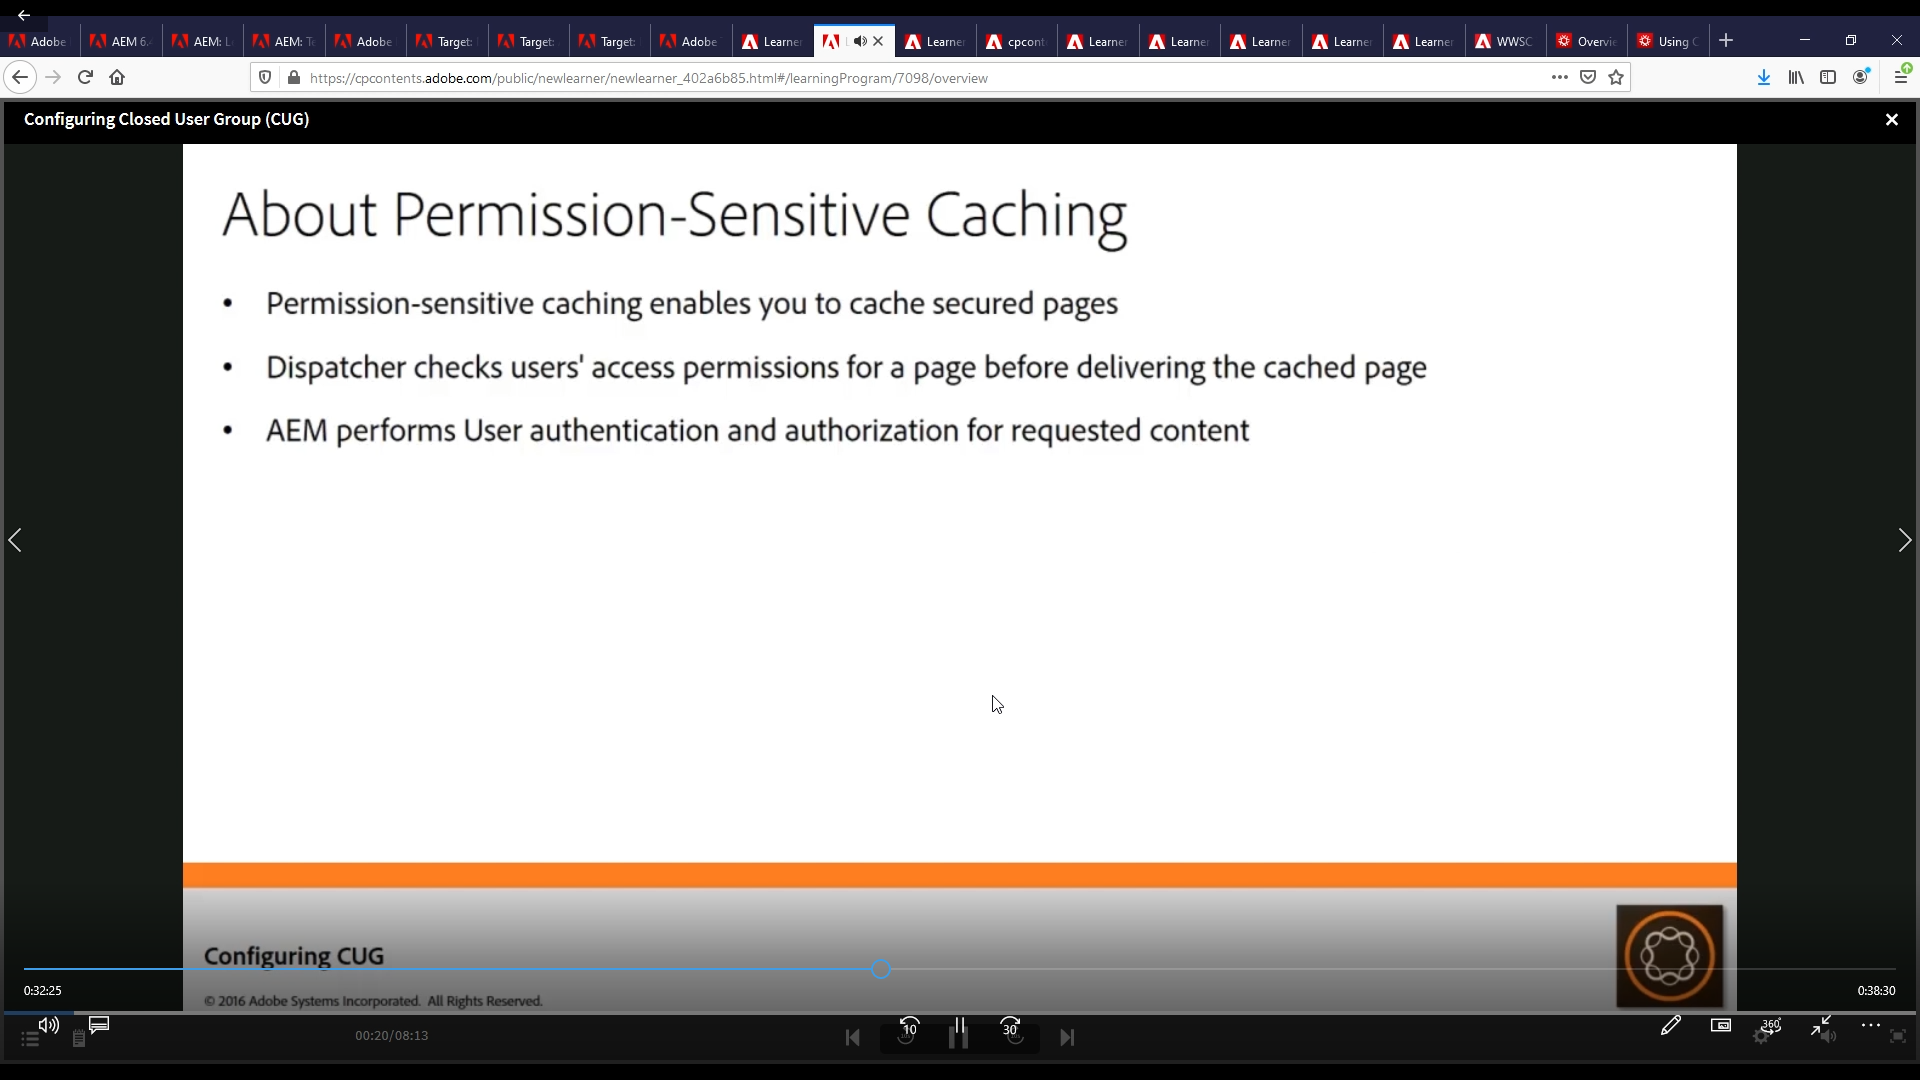 Adobe
AEM 6.
AEM: L
AEM: T
Adobe
Target:
Target:
Target:
Adobe
Learner
L
Learner
cpcont
Learner
Learner
Learner
Learner
Learner
WWSC
Overvi
Using C
https://cpcontents.adobe.com/public/newlearner/newlearner_402a6b85.html#/learningProgram/7098/overview
Configuring Closed User Group (CUG)
About Permission-Sensitive Caching
• Permission-sensitive caching enables you to cache secured pages
• Dispatcher checks users' access permissions for a page before delivering the cached page
• AEM performs User authentication and authorization for requested content
Configuring CUG
0:32:25
0:38:30
© 2016 Adobe Systems Incorporated. All Rights Reserved.
00:20/08:13
10
30
360